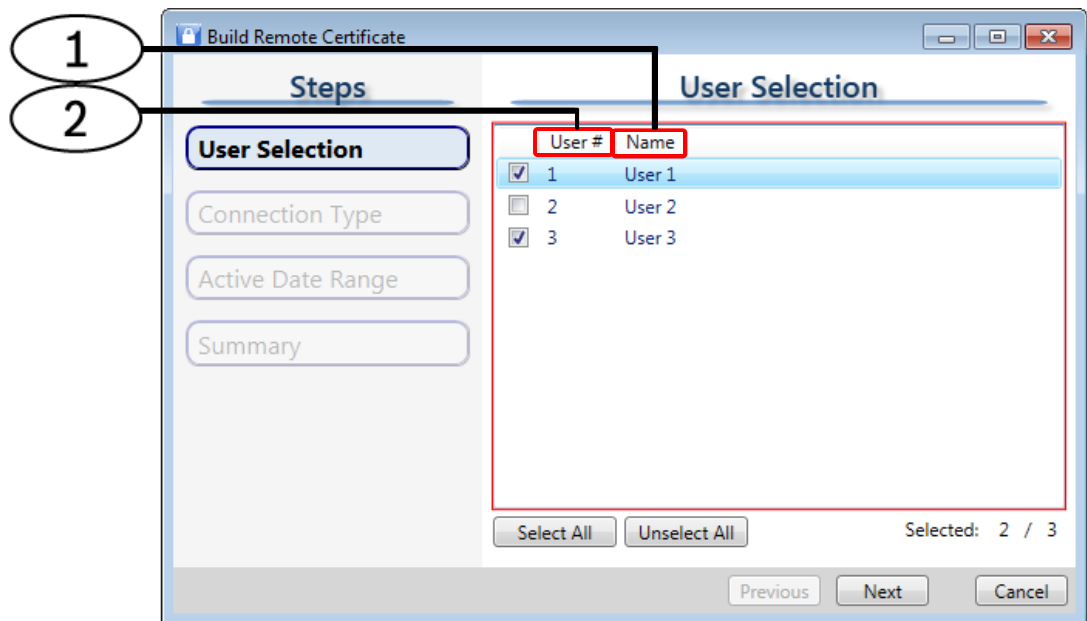 1
2
Build Remote Certificate
Steps
User Selection
Connection Type
Active Date Range
Summary
User Selection
User # Name
1 User 1
2 User 2
3 User 3
Select All Unselect All Selected: 2 / 3
Previous Next Cancel